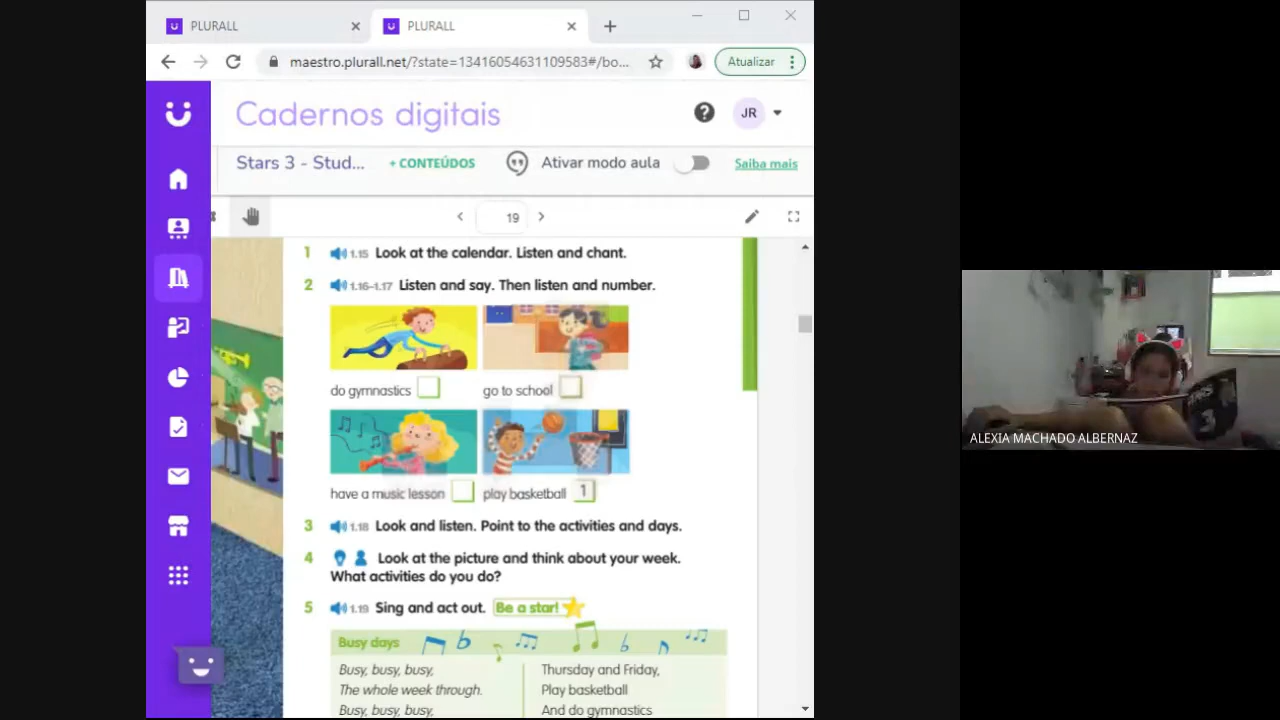 PLURALL
PLURALL
maestro.plurall.net/?state=13416054631109583#/bo...
Atualizar
Cadernos digitais
JR
Stars 3 - Stud...
+ CONTEÚDOS
Ativar modo aula
Saiba mais
19
1 1.15 Look at the calendar. Listen and chant.
2 1.16-1.17 Listen and say. Then listen and number.
do gymnastics
go to school
have a music lesson
play basketball 1
3 1.18 Look and listen. Point to the activities and days.
4 Look at the picture and think about your week.
What activities do you do?
5 1.19 Sing and act out. Be a star!
Busy days
Busy, busy, busy,
The whole week through.
Busy, busy, busy,
Thursday and Friday,
Play basketball
And do gymnastics
ALEXIA MACHADO ALBERNAZ